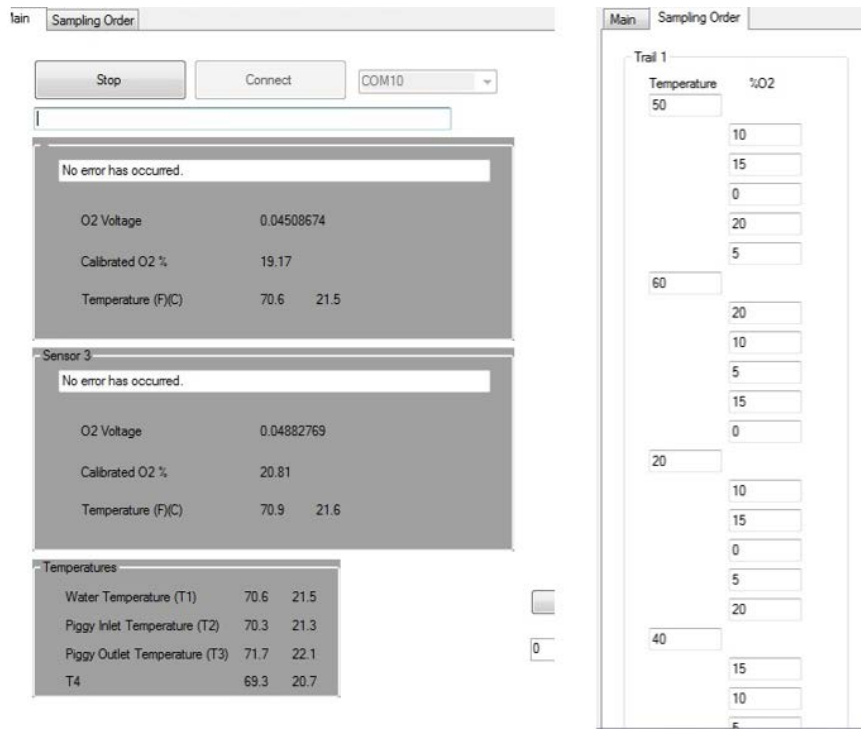 Main Sampling Order
Stop Connect COM10
No error has occurred.
O2 Voltage 0.04508674
Calibrated O2 % 19.17
Temperature (F)(C) 70.6 21.5
Sensor 3
No error has occurred.
O2 Voltage 0.04882769
Calibrated O2 % 20.81
Temperature (F)(C) 70.9 21.6
Temperatures
Water Temperature (T1) 70.6 21.5
Piggy Inlet Temperature (T2) 70.3 21.3
Piggy Outlet Temperature (T3) 71.7 22.1
T4 69.3 20.7
0
Main Sampling Order
Trail 1
Temperature %O2
50
10
15
0
20
5
60
20
10
5
15
0
20
10
15
0
5
20
40
15
10
5